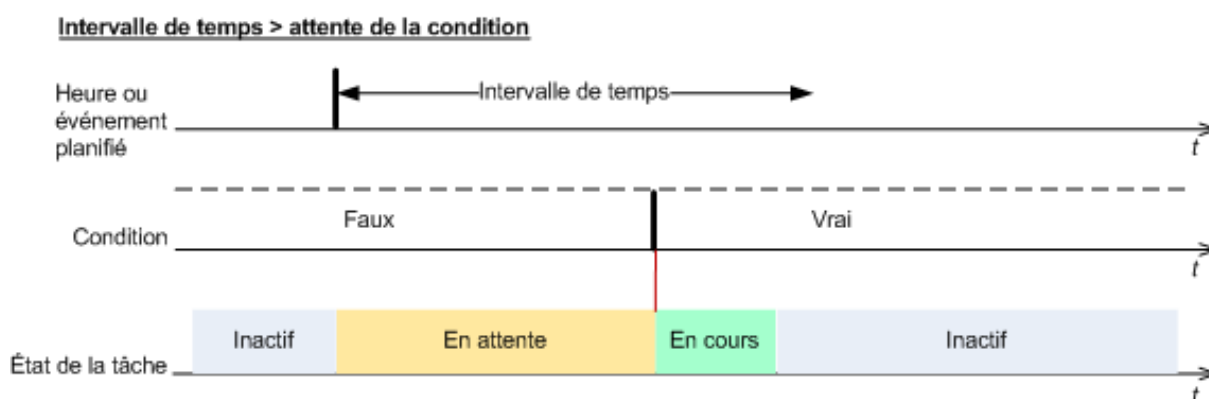 Intervalle de temps > attente de la condition
Heure ou
événement
planifié
Intervalle de temps
t
Faux
Vrai
Condition
t
Inactif
En attente
En cours
Inactif
État de la tâche
t